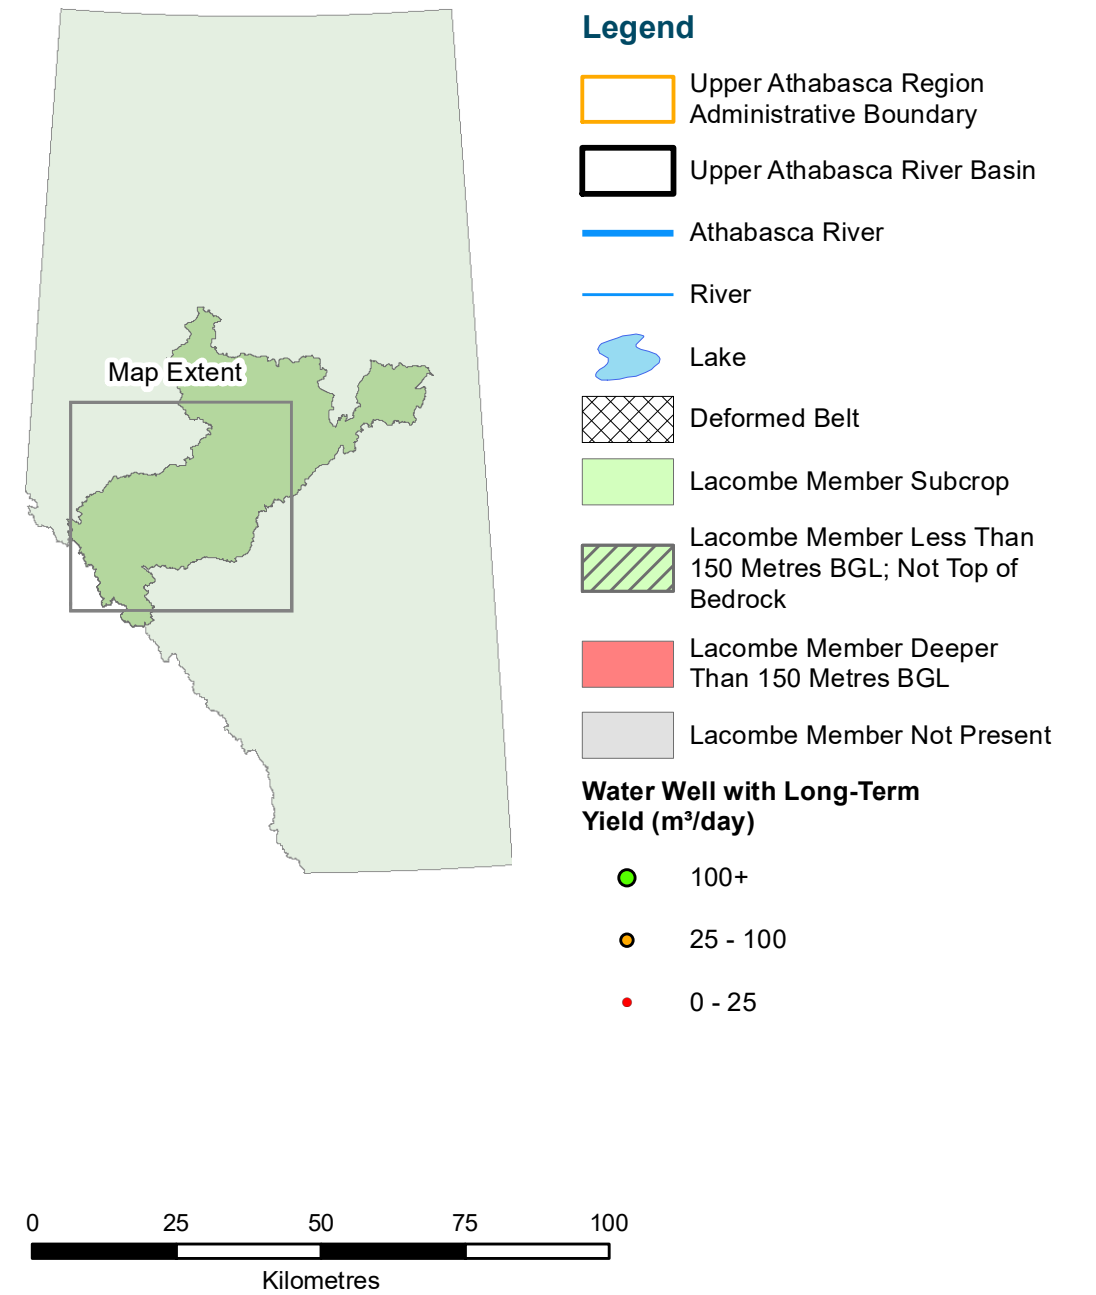 Map Extent
Legend
Upper Athabasca Region
Administrative Boundary
Upper Athabasca River Basin
Athabasca River
River
Lake
Deformed Belt
Lacombe Member Subcrop
Lacombe Member Less Than
150 Metres BGL; Not Top of
Bedrock
Lacombe Member Deeper
Than 150 Metres BGL
Lacombe Member Not Present
Water Well with Long-Term
Yield (m³/day)
100+
25 - 100
0 - 25
0 25 50 75 100
Kilometres